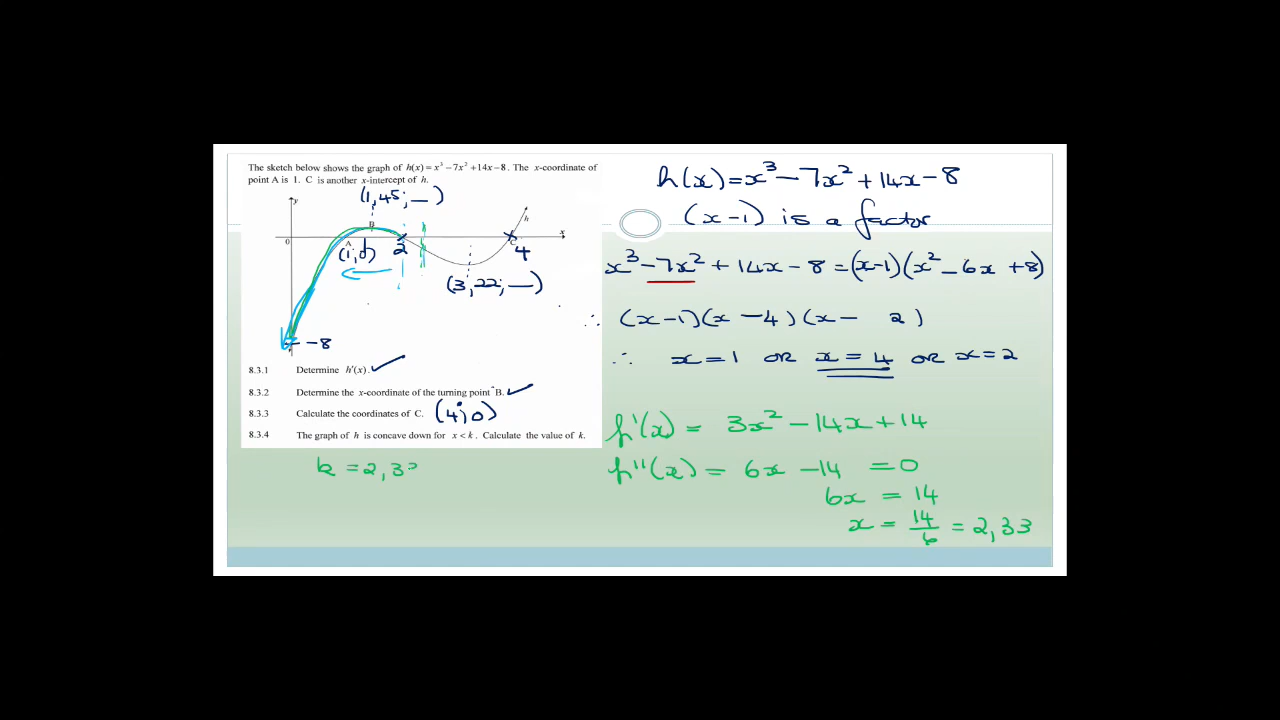 The sketch below shows the graph of h(x) = x³ − 7x² + 14x − 8. The x-coordinate of
point A is 1. C is another x-intercept of h.
(1,45; __)
y
B
h
x
0
A
C
(1;0)
2
4
(3,22; __)
-8
8.3.1 Determine h'(x).
8.3.2 Determine the x-coordinate of the turning point B.
8.3.3 Calculate the coordinates of C. (4;0)
8.3.4 The graph of h is concave down for x < k. Calculate the value of k.
k = 2,33
h(x) = x³ − 7x² + 14x − 8
(x−1) is a factor
x³ − 7x² + 14x − 8 = (x−1)(x² − 6x + 8)
∴ (x−1)(x − 4)(x − 2)
∴ x = 1 or x = 4 or x = 2
h'(x) = 3x² − 14x + 14
h''(x) = 6x − 14 = 0
6x = 14
x = 14/6 = 2,33